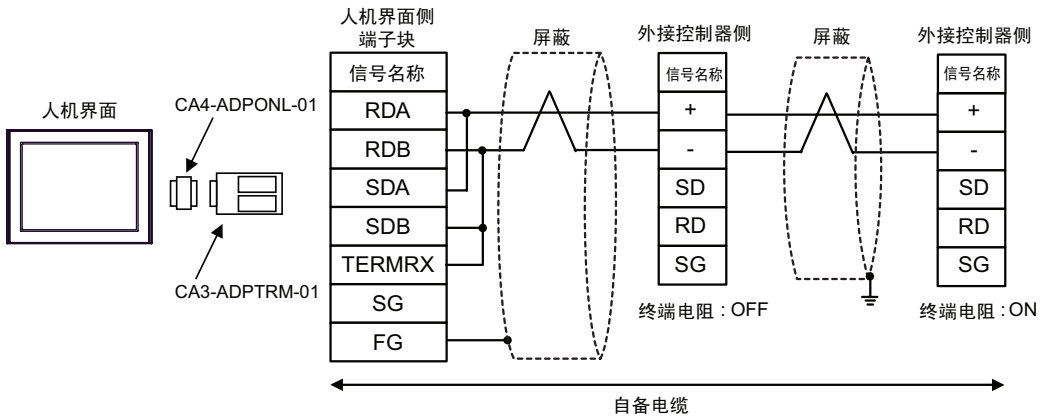 人机界面
CA4-ADPONL-01
CA3-ADPTRM-01
人机界面侧
端子块
信号名称
RDA
RDB
SDA
SDB
TERMRX
SG
FG
屏蔽
外接控制器侧
信号名称
+
-
SD
RD
SG
终端电阻 : OFF
屏蔽
外接控制器侧
信号名称
+
-
SD
RD
SG
终端电阻 : ON
自备电缆